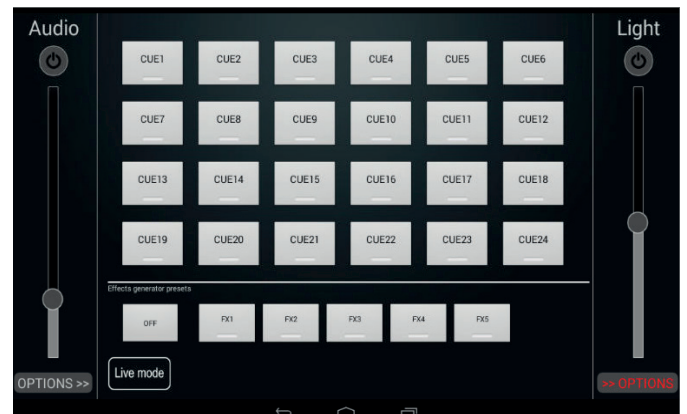 Audio
Light
CUE1 CUE2 CUE3 CUE4 CUE5 CUE6
CUE7 CUE8 CUE9 CUE10 CUE11 CUE12
CUE13 CUE14 CUE15 CUE16 CUE17 CUE18
CUE19 CUE20 CUE21 CUE22 CUE23 CUE24
Effects generator presets
OFF FX1 FX2 FX3 FX4 FX5
Live mode
OPTIONS >>
>> OPTIONS